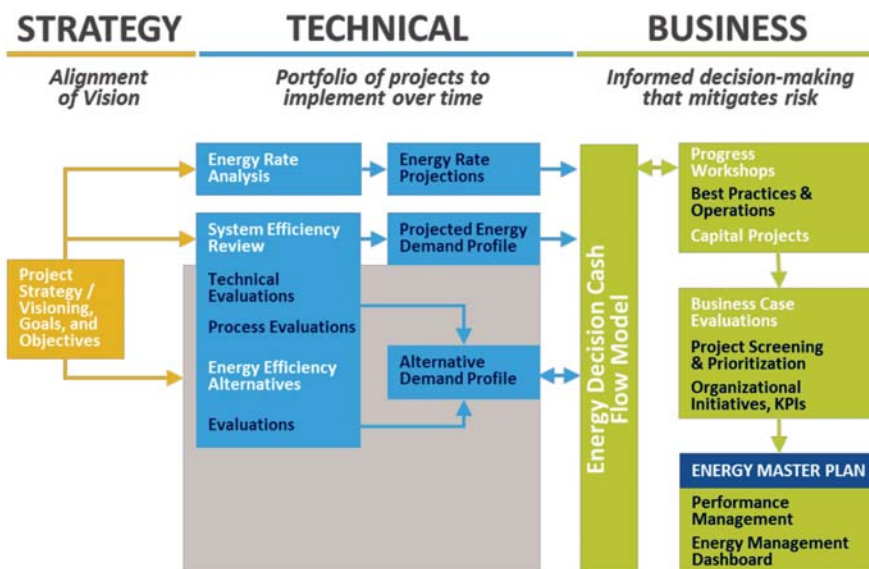 STRATEGY
Alignment
of Vision
TECHNICAL
Portfolio of projects to
implement over time
BUSINESS
Informed decision-making
that mitigates risk
Project
Strategy /
Visioning,
Goals, and
Objectives
Energy Rate
Analysis
Energy Rate
Projections
System Efficiency
Review
Technical
Evaluations
Process Evaluations
Energy Efficiency
Alternatives
Evaluations
Projected Energy
Demand Profile
Alternative
Demand Profile
Energy Decision Cash
Flow Model
Progress
Workshops
Best Practices &
Operations
Capital Projects
Business Case
Evaluations
Project Screening
& Prioritization
Organizational
Initiatives, KPIs
ENERGY MASTER PLAN
Performance
Management
Energy Management
Dashboard